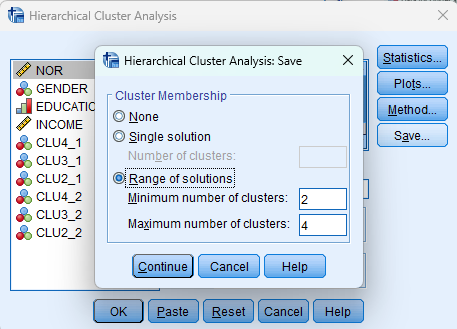 Hierarchical Cluster Analysis
NOR
GENDER
EDUCATIO
INCOME
CLU4_1
CLU3_1
CLU2_1
CLU4_2
CLU3_2
CLU2_2
Statistics...
Plots...
Method...
Save...
Hierarchical Cluster Analysis: Save
Cluster Membership
None
Single solution
Number of clusters:
Range of solutions
Minimum number of clusters: 2
Maximum number of clusters: 4
Continue Cancel Help
OK Paste Reset Cancel Help